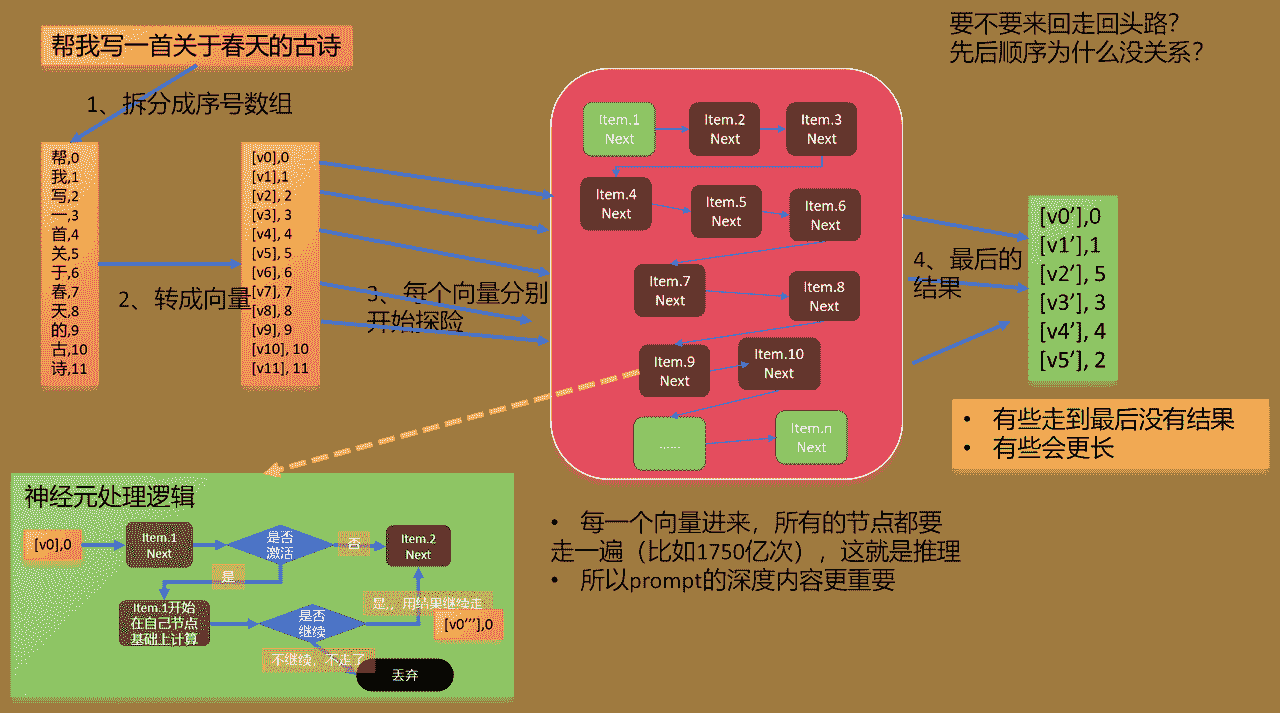 帮我写一首关于春天的古诗
要不要来回走回头路？
先后顺序为什么没关系？
1、拆分成序号数组
帮,0
我,1
写,2
一,3
首,4
关,5
于,6
春,7
天,8
的,9
古,10
诗,11
2、转成向量
[v0],0
[v1],1
[v2], 2
[v3], 3
[v4], 4
[v5], 5
[v6], 6
[v7], 7
[v8], 8
[v9], 9
[v10], 10
[v11], 11
3、每个向量分别
开始探险
Item.1
Next
Item.2
Next
Item.3
Next
Item.4
Next
Item.5
Next
Item.6
Next
Item.7
Next
Item.8
Next
Item.9
Next
Item.10
Next
......
Item.n
Next
4、最后的
结果
[v0’],0
[v1’],1
[v2’], 5
[v3’], 3
[v4’], 4
[v5’], 2
• 有些走到最后没有结果
• 有些会更长
• 每一个向量进来，所有的节点都要
走一遍（比如1750亿次），这就是推理
• 所以prompt的深度内容更重要
神经元处理逻辑
[v0],0
Item.1
Next
是否
激活
否
Item.2
Next
是
Item.1开始
在自己节点
基础上计算
是否
继续
是，用结果继续走
[v0’’’],0
不继续，不走了
丢弃